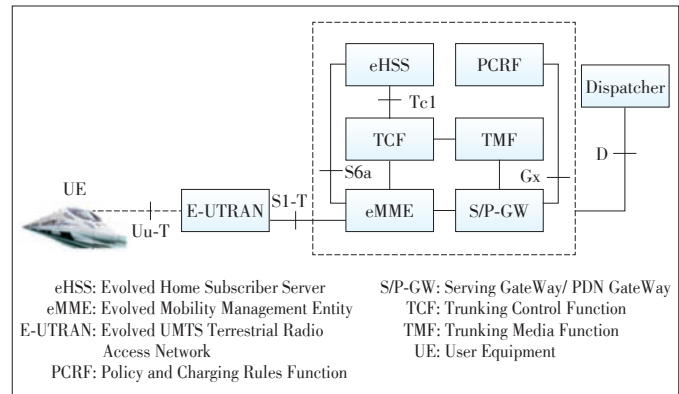 eHSS
PCRF
Dispatcher
Tc1
TCF
TMF
D
S6a
Gx
UE
E-UTRAN
S1-T
eMME
S/P-GW
Uu-T
eHSS: Evolved Home Subscriber Server
eMME: Evolved Mobility Management Entity
E-UTRAN: Evolved UMTS Terrestrial Radio
Access Network
PCRF: Policy and Charging Rules Function
S/P-GW: Serving GateWay/ PDN GateWay
TCF: Trunking Control Function
TMF: Trunking Media Function
UE: User Equipment